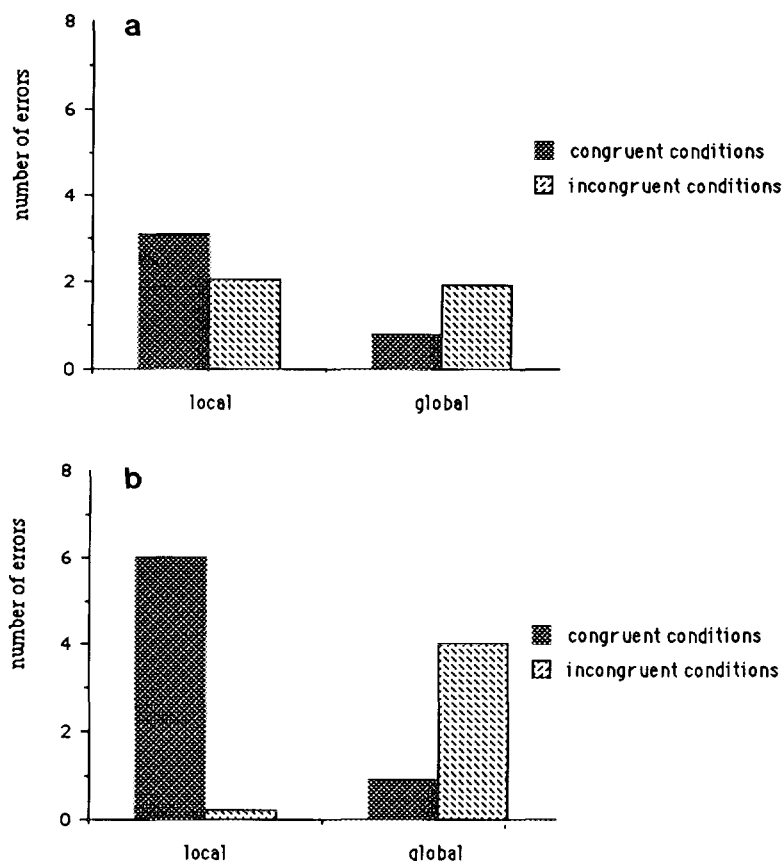 a
8
6
4
2
0
number of errors
congruent conditions
incongruent conditions
local global
b
8
6
4
2
0
number of errors
congruent conditions
incongruent conditions
local global